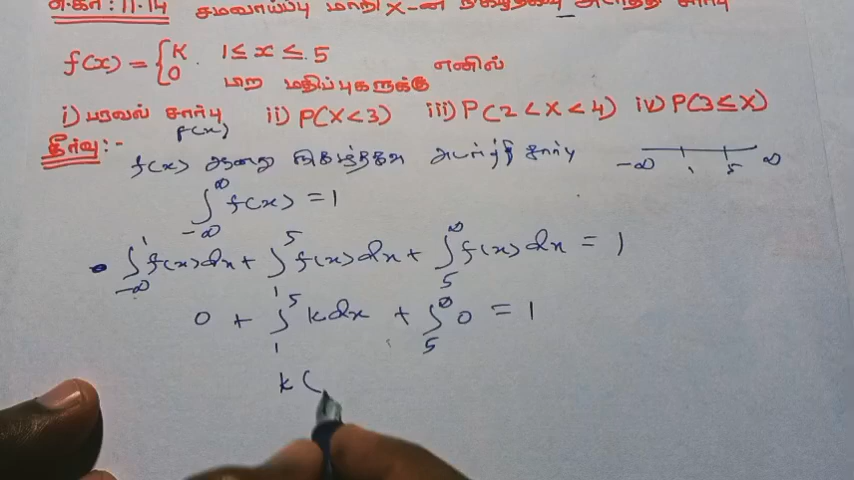 எ.கா : 11.14 சமவாய்ப்பு மாறி X-ன் நிகழ்தகவு அடர்த்தி சார்பு
f(x) = { K 1 ≤ x ≤ 5
0 மற மதிப்புகளுக்கு எனில்
i) பரவல் சார்பு ii) P(X < 3) iii) P(2 < X < 4) iv) P(3 ≤ X)
F(x)
தீர்வு:-
f(x) ஆனது நிகழ்தகவு அடர்த்தி சார்பு -∞ 1 5 ∞
∫_{-∞}^{∞} f(x) = 1
∫_{-∞}^{1} f(x) dx + ∫_{1}^{5} f(x) dx + ∫_{5}^{∞} f(x) dx = 1
0 + ∫_{1}^{5} k dx + ∫_{5}^{∞} 0 = 1
k (